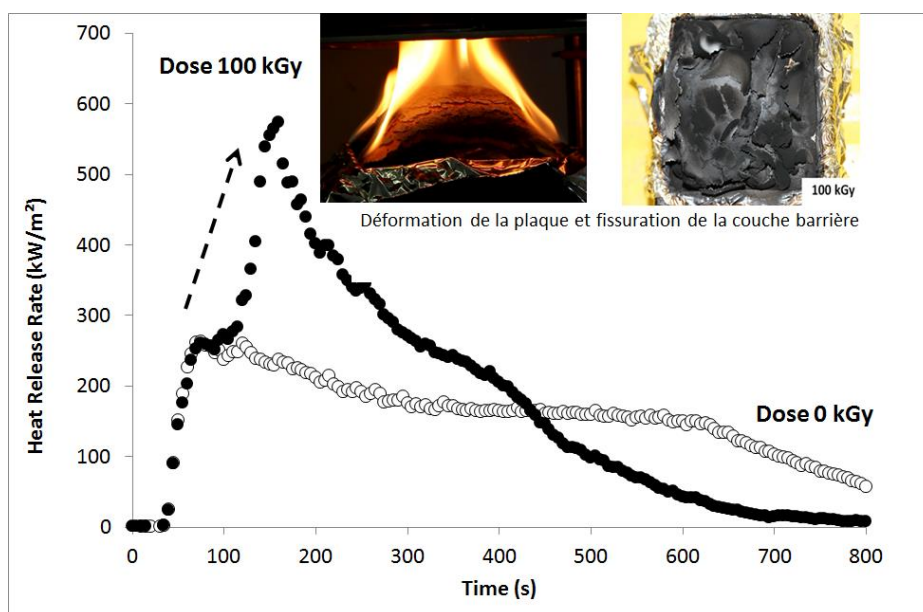 700
600
500
400
300
200
100
0
Heat Release Rate (kW/m²)
Dose 100 kGy
100 kGy
Déformation de la plaque et fissuration de la couche barrière
Dose 0 kGy
0 100 200 300 400 500 600 700 800
Time (s)